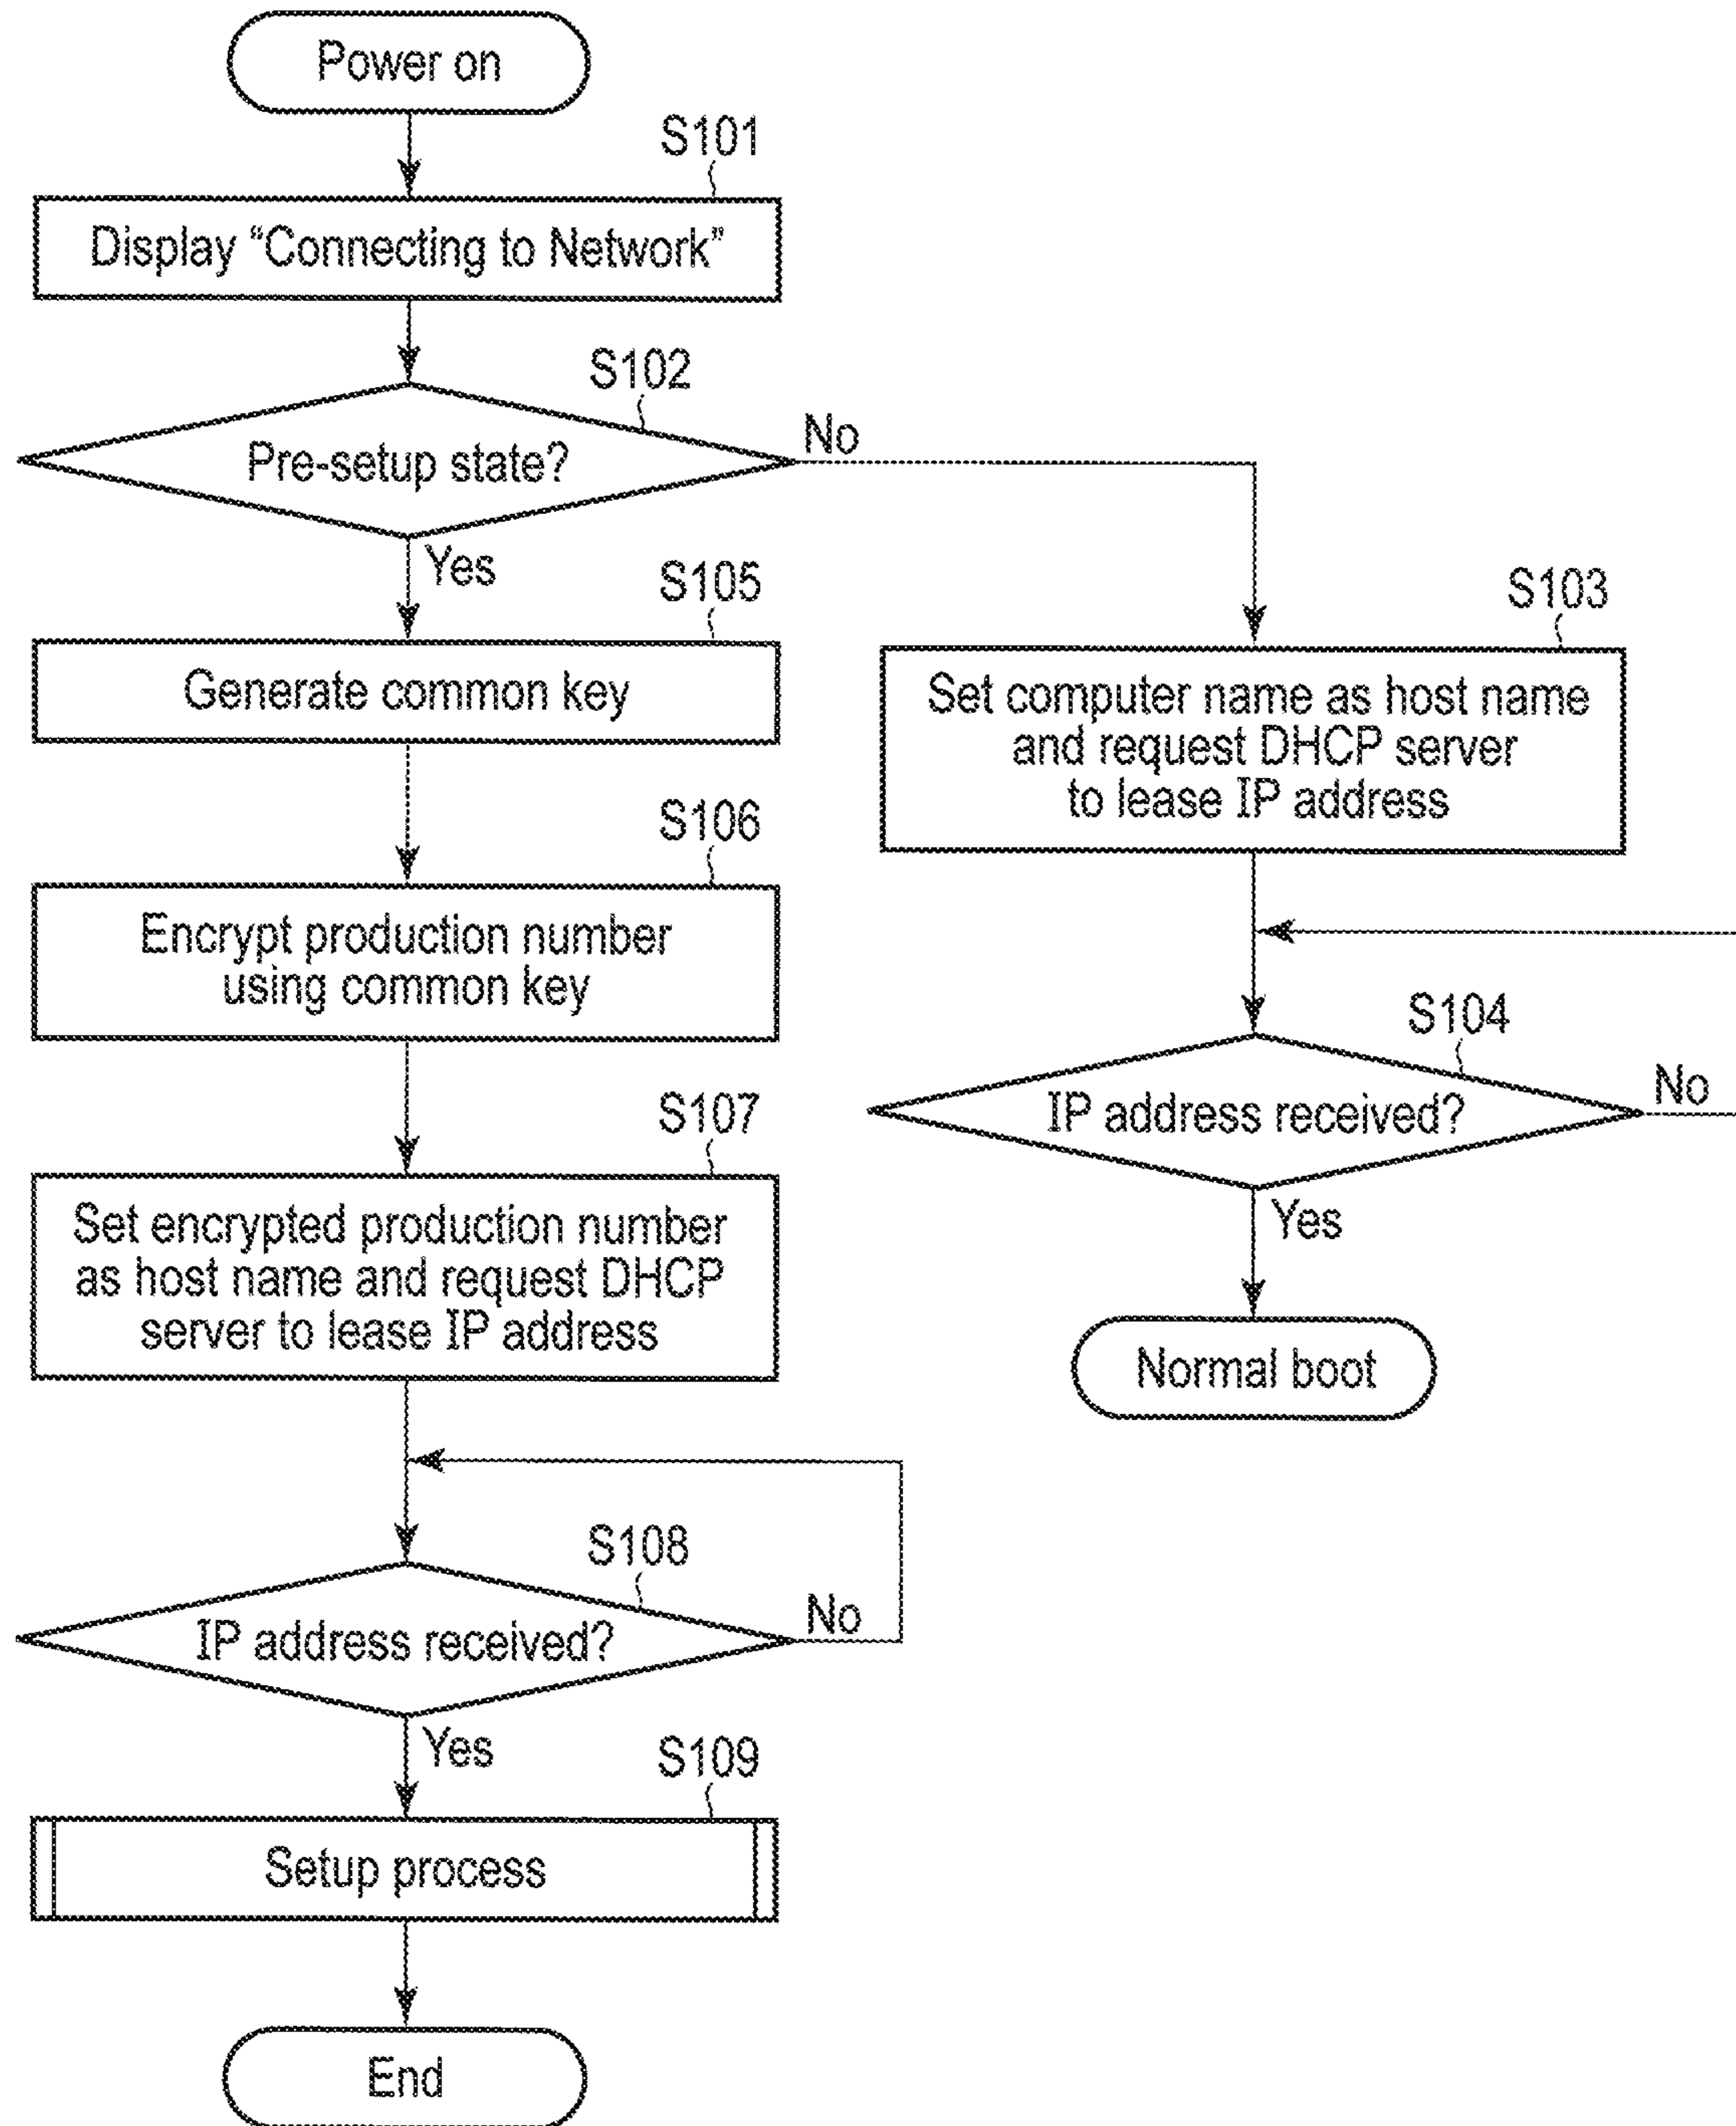 Power on
S101
Display “Connecting to Network”
S102
Pre-setup state?
No
Yes
S105
Generate common key
S103
Set computer name as host name
and request DHCP server
to lease IP address
S106
Encrypt production number
using common key
S104
IP address received?
No
Yes
Normal boot
S107
Set encrypted production number
as host name and request DHCP
server to lease IP address
S108
IP address received?
No
Yes
S109
Setup process
End